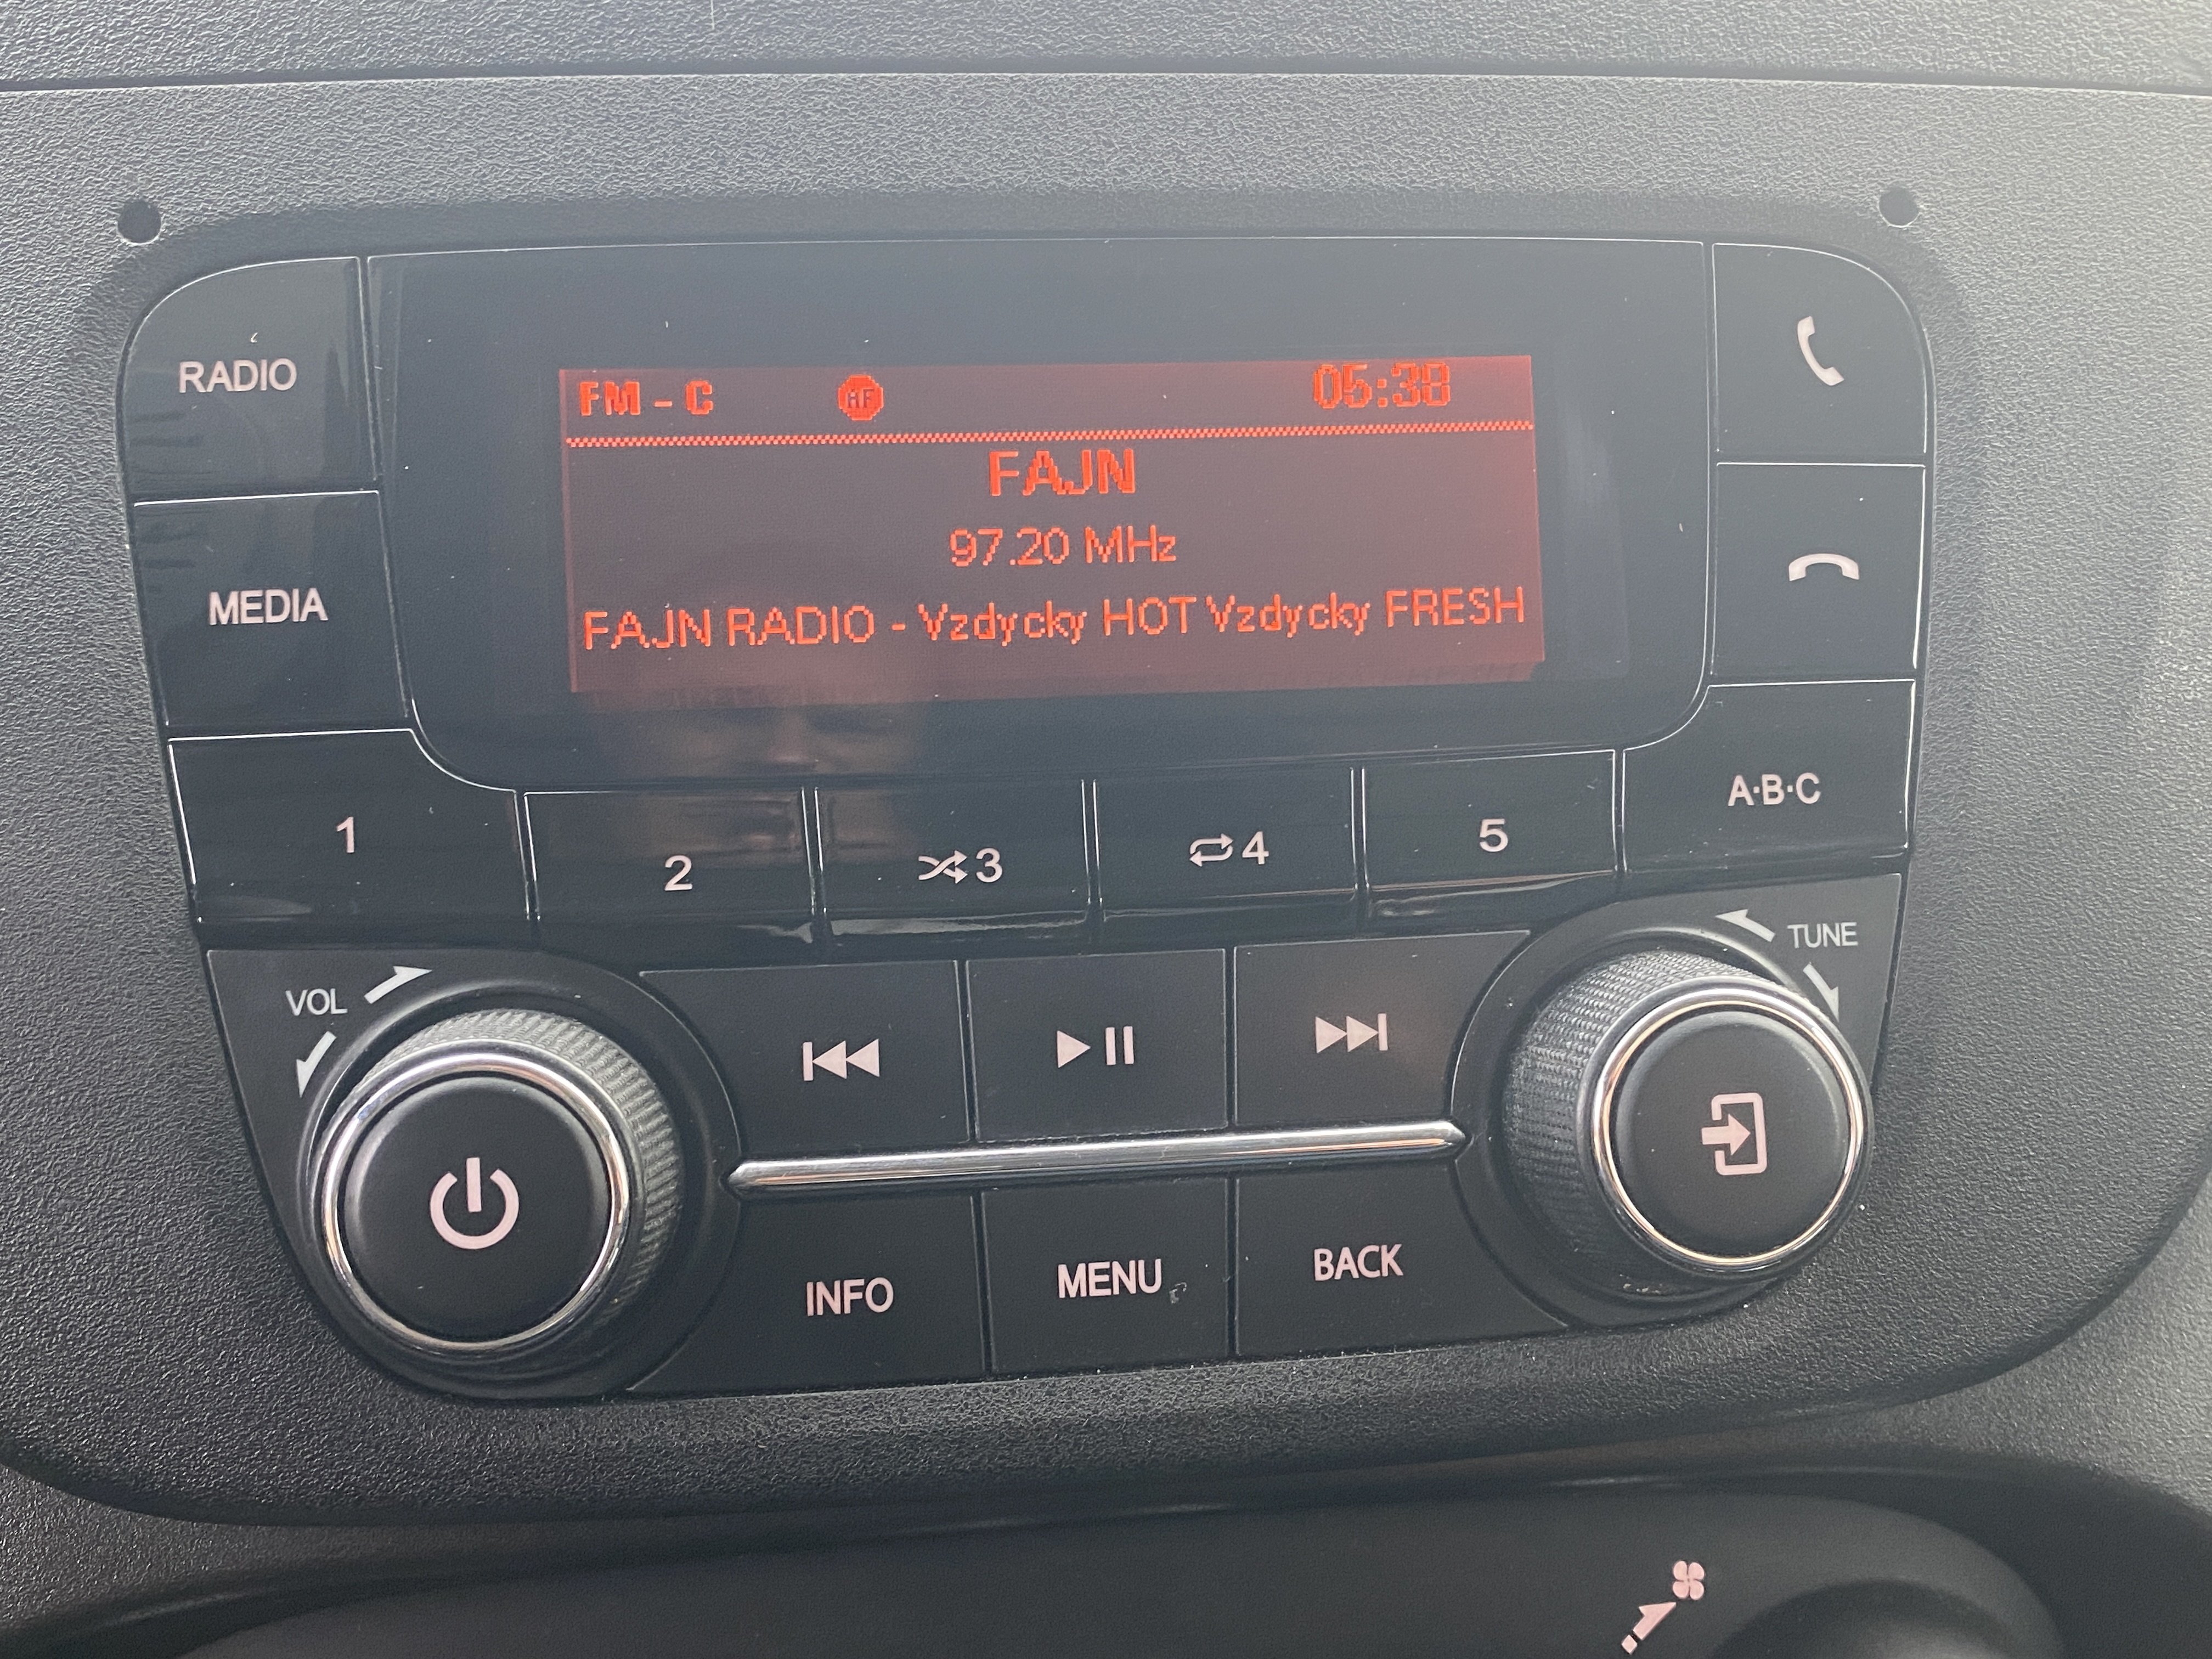 FM - C AF 05:38
FAJN
97.20 MHz
FAJN RADIO - Vzdycky HOT Vzdycky FRESH
RADIO
MEDIA
1
2
3
4
5
A·B·C
VOL
TUNE
INFO
MENU
BACK